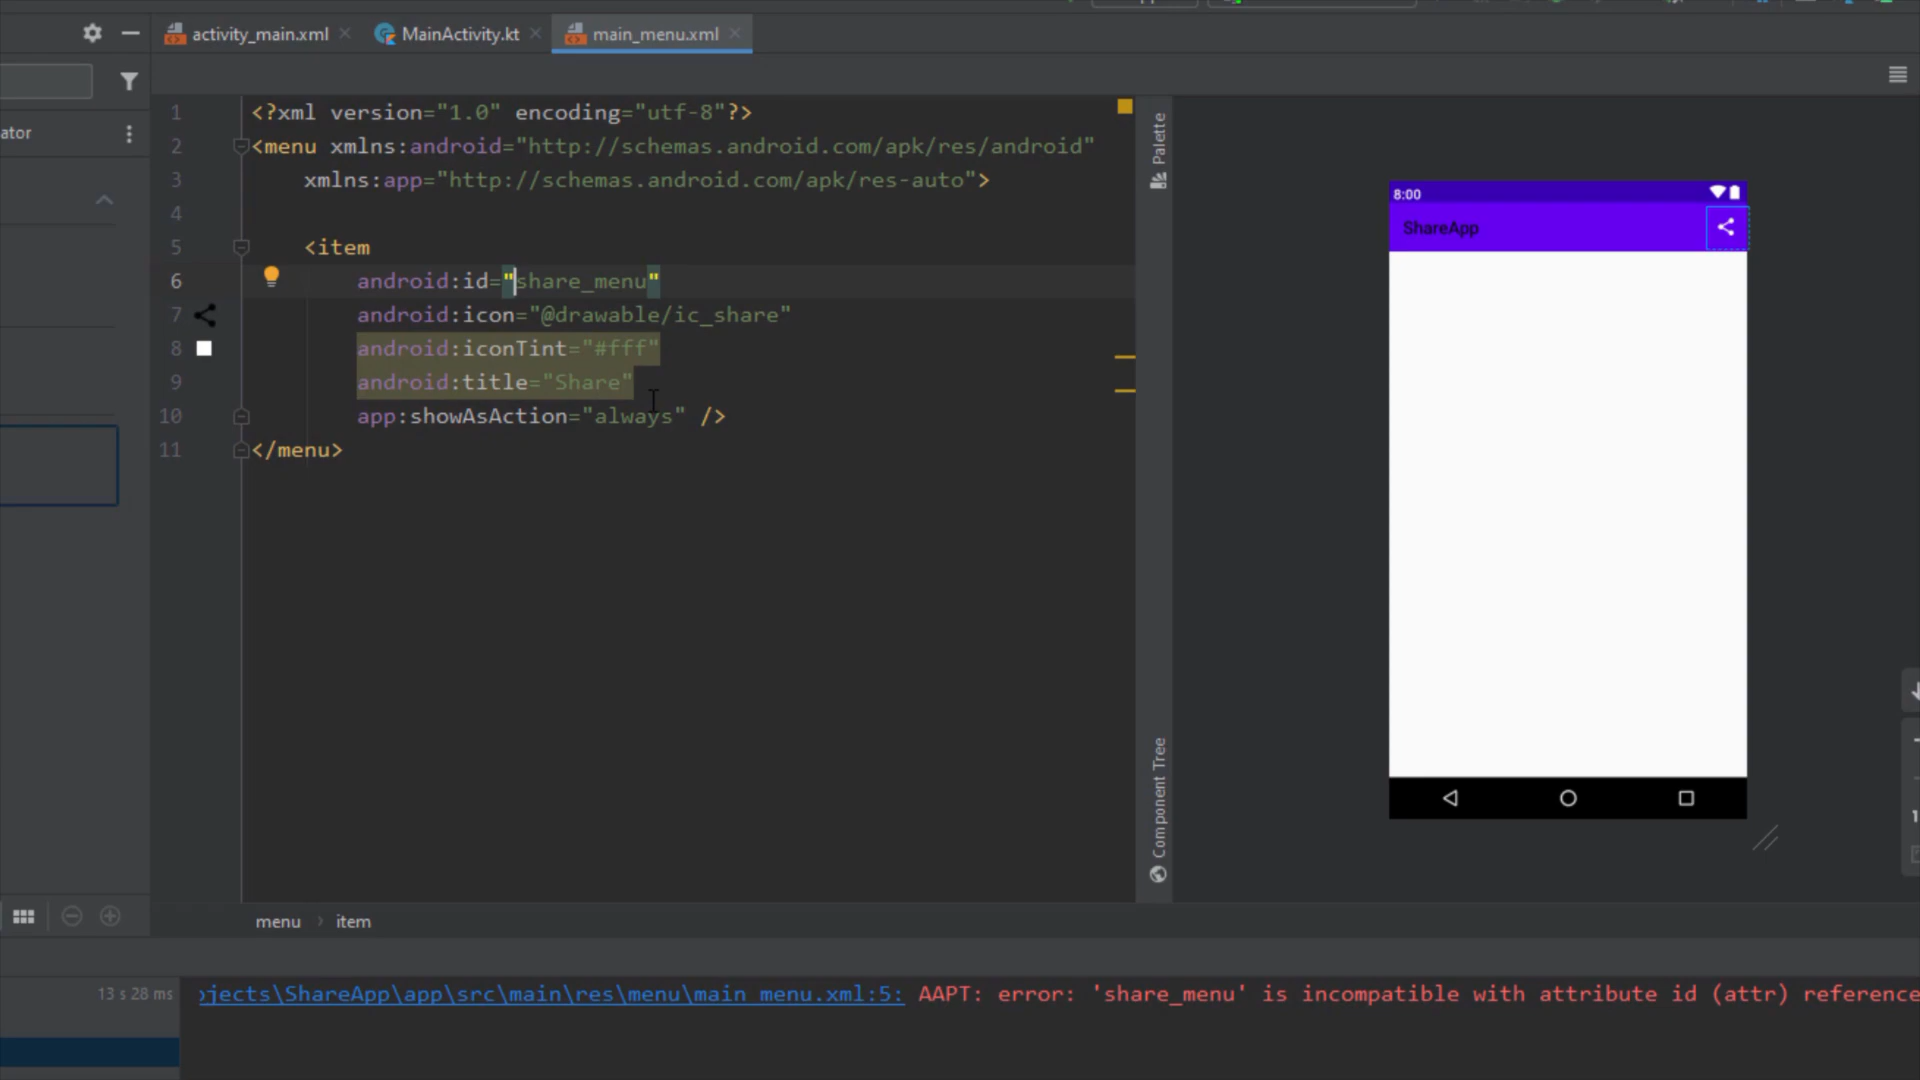 activity_main.xml
MainActivity.kt
main_menu.xml
ator
1 <?xml version="1.0" encoding="utf-8"?>
2 <menu xmlns:android="http://schemas.android.com/apk/res/android"
3 xmlns:app="http://schemas.android.com/apk/res-auto">
4
5 <item
6 android:id="share_menu"
7 android:icon="@drawable/ic_share"
8 android:iconTint="#fff"
9 android:title="Share"
10 app:showAsAction="always" />
11 </menu>
Palette
Component Tree
8:00
ShareApp
menu
item
13 s 28 ms
jects\ShareApp\app\src\main\res\menu\main_menu.xml:5: AAPT: error: 'share_menu' is incompatible with attribute id (attr) reference